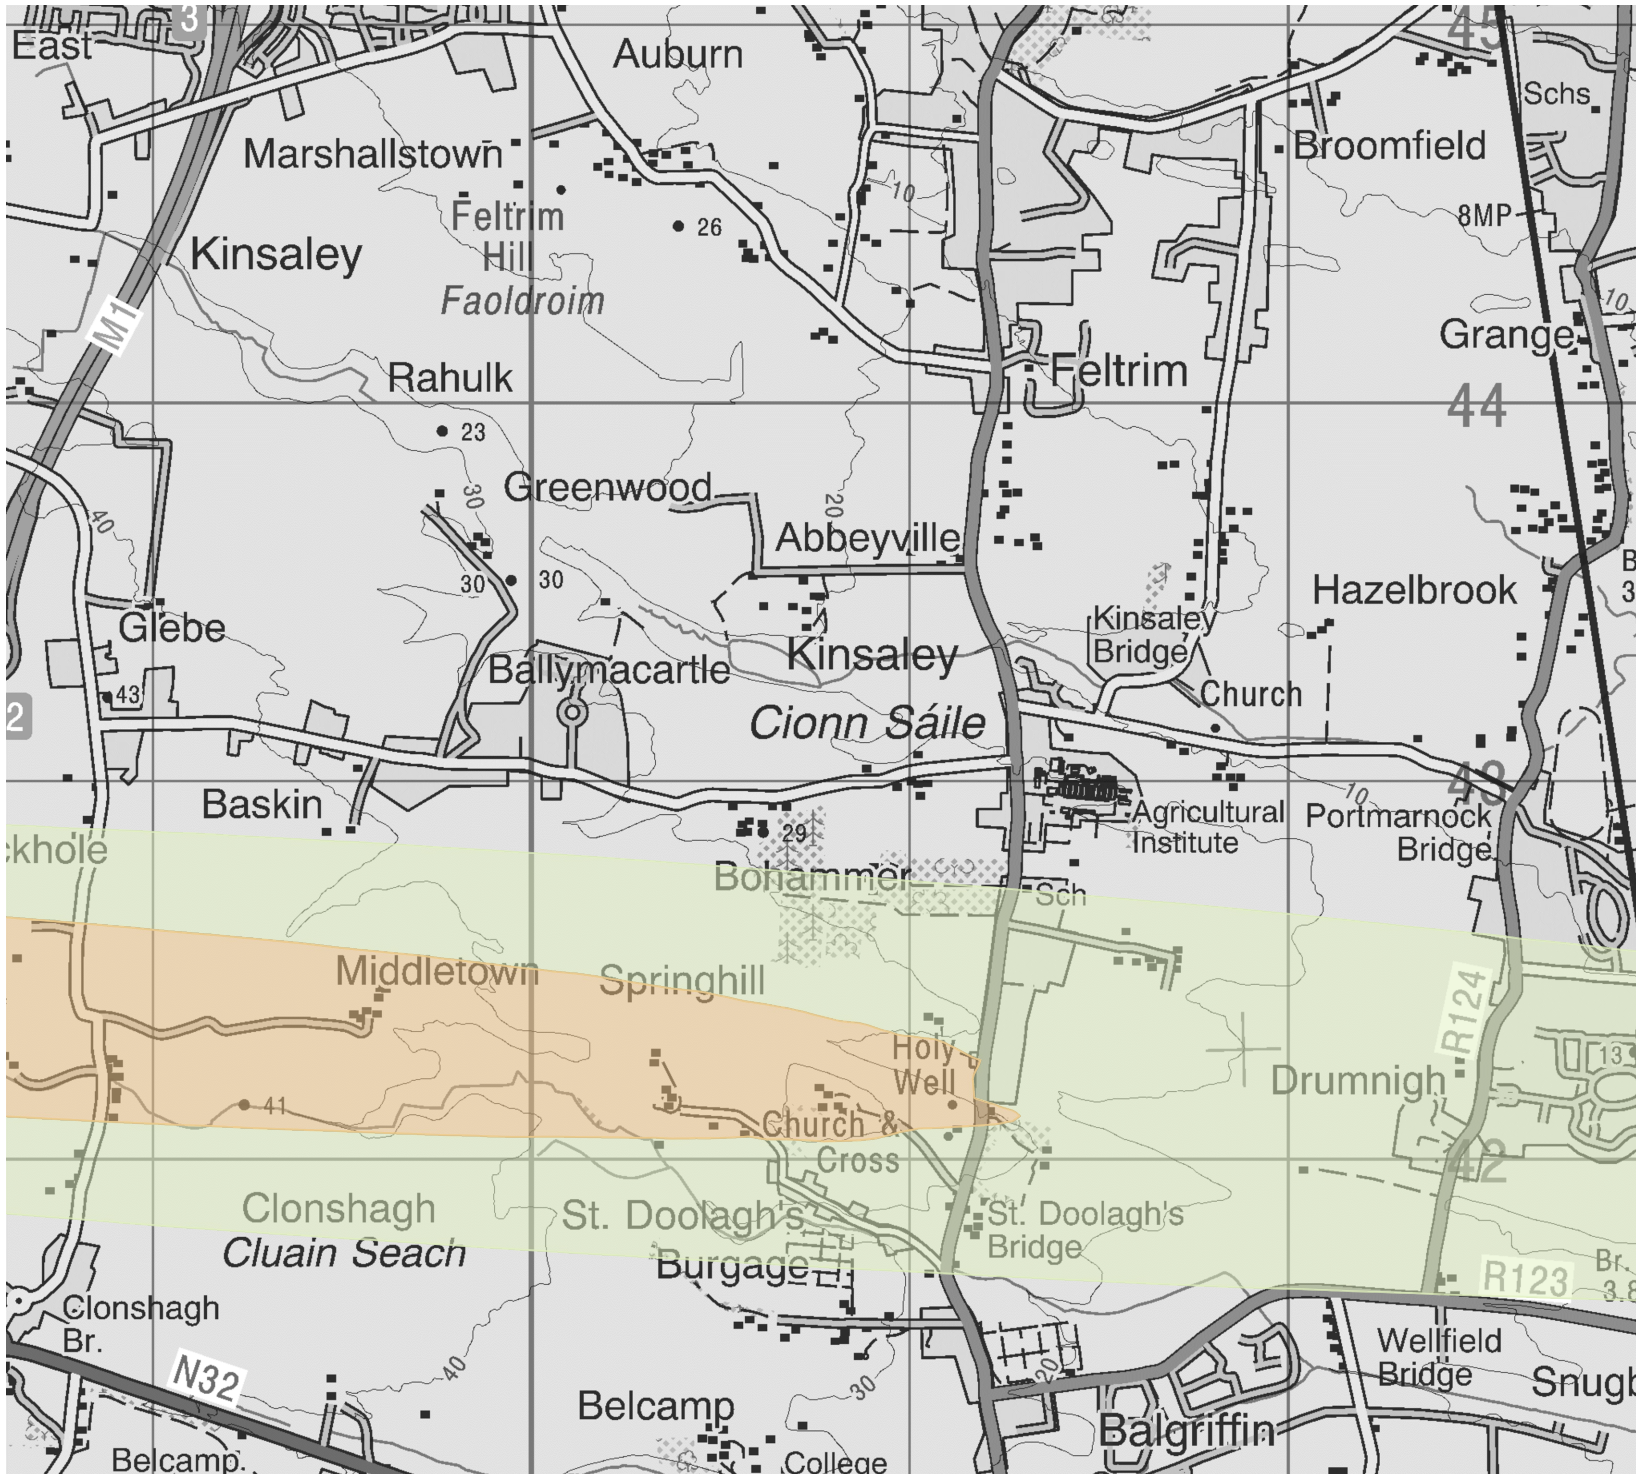 3
45
East
Auburn
Schs
Marshallstown
Broomfield
10
Feltrim
Hill
Faoldroim
26
8MP
Kinsaley
M1
10
Grange
Rahulk
Feltrim
44
23
30
Greenwood
20
40
Abbeyville
30
30
Hazelbrook
B
3
Glebe
Kinsaley
Bridge
Kinsaley
Ballymacartle
43
Church
2
Cionn Sáile
43
10
Baskin
Agricultural
Institute
Portmarnock
Bridge
29
ckhole
Bohammer
Sch
Middletown
Springhill
R124
Holy
Well
13
Drumnigh
41
Church &
Cross
42
Clonshagh
Cluain Seach
St. Doolagh's
St. Doolagh's
Bridge
Burgage
Br.
3.8
R123
Clonshagh
Br.
Wellfield
Bridge
N32
40
30
20
Snugb
Belcamp
Balgriffin
Belcamp.
College